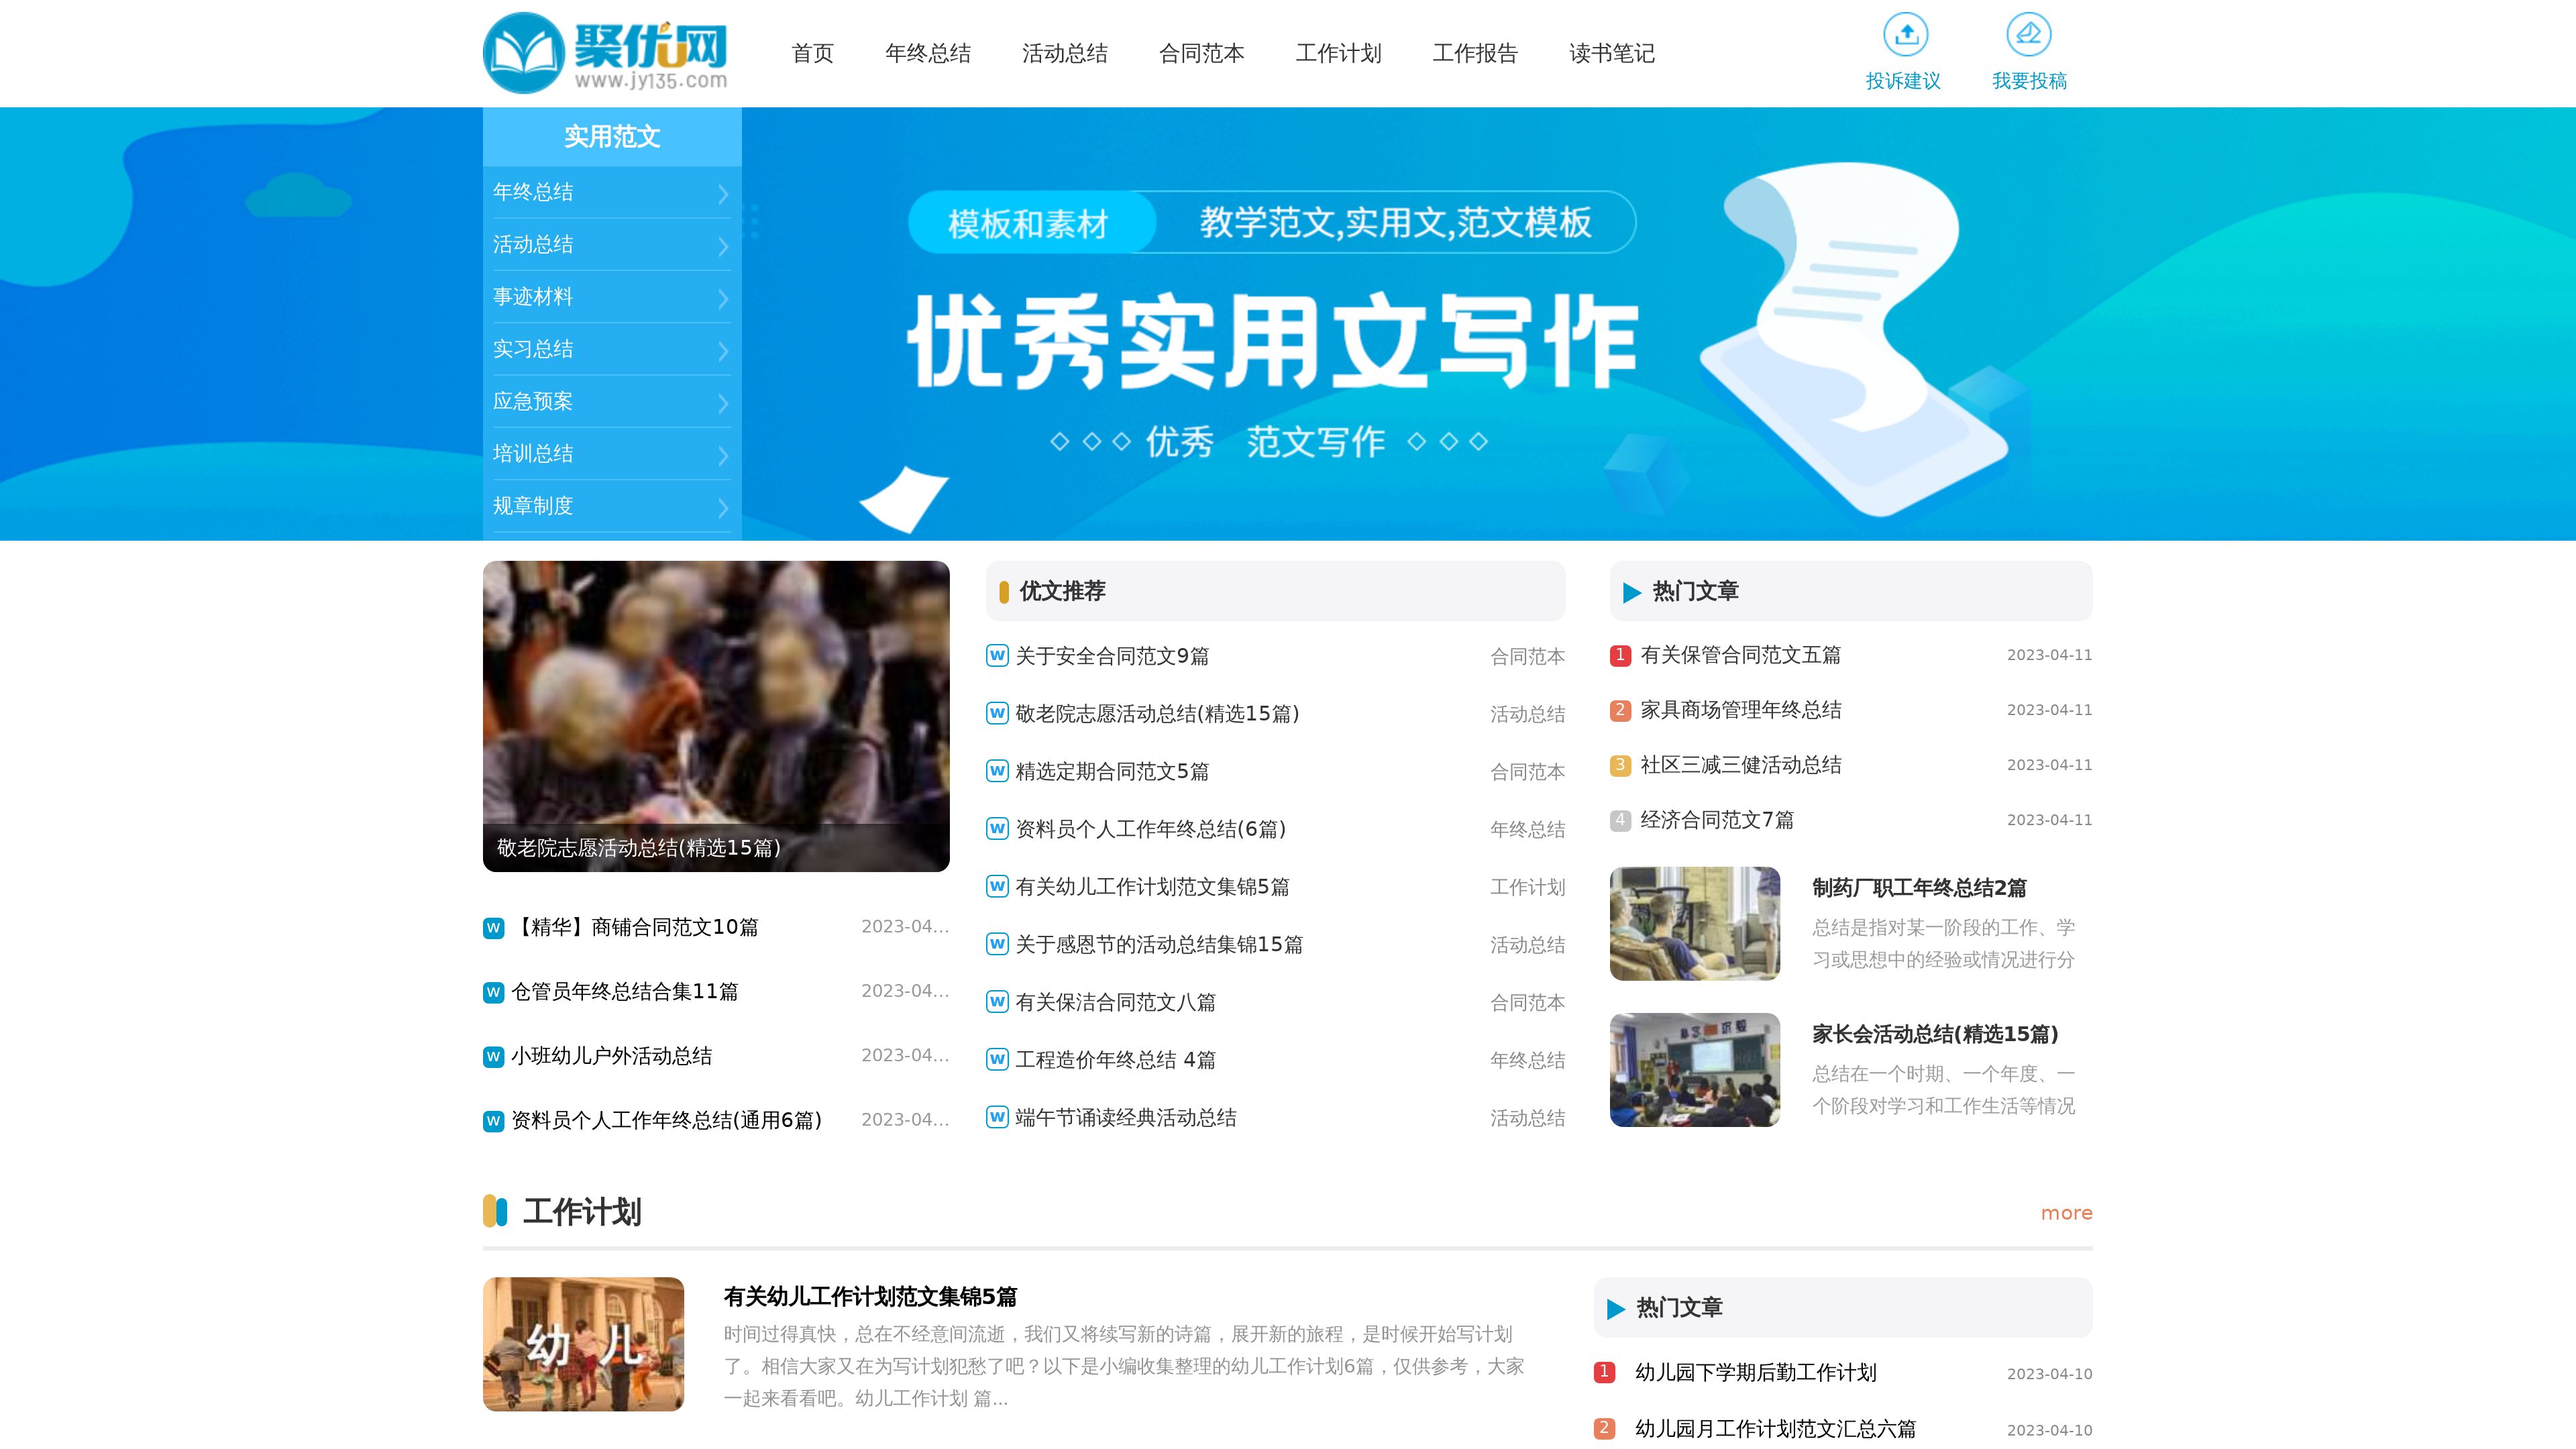 聚优网
www.jy135.com
首页 年终总结 活动总结 合同范本 工作计划 工作报告 读书笔记
投诉建议 我要投稿
实用范文
年终总结
活动总结
事迹材料
实习总结
应急预案
培训总结
规章制度
模板和素材 教学范文,实用文,范文模板
优秀实用文写作
优秀 范文写作
敬老院志愿活动总结(精选15篇)
W 【精华】商铺合同范文10篇 2023-04...
W 仓管员年终总结合集11篇 2023-04...
W 小班幼儿户外活动总结 2023-04...
W 资料员个人工作年终总结(通用6篇) 2023-04...
优文推荐
W 关于安全合同范文9篇 合同范本
W 敬老院志愿活动总结(精选15篇) 活动总结
W 精选定期合同范文5篇 合同范本
W 资料员个人工作年终总结(6篇) 年终总结
W 有关幼儿工作计划范文集锦5篇 工作计划
W 关于感恩节的活动总结集锦15篇 活动总结
W 有关保洁合同范文八篇 合同范本
W 工程造价年终总结 4篇 年终总结
W 端午节诵读经典活动总结 活动总结
热门文章
1 有关保管合同范文五篇 2023-04-11
2 家具商场管理年终总结 2023-04-11
3 社区三减三健活动总结 2023-04-11
4 经济合同范文7篇 2023-04-11
制药厂职工年终总结2篇
总结是指对某一阶段的工作、学
习或思想中的经验或情况进行分
家长会活动总结(精选15篇)
总结在一个时期、一个年度、一
个阶段对学习和工作生活等情况
工作计划
more
幼儿
有关幼儿工作计划范文集锦5篇
时间过得真快，总在不经意间流逝，我们又将续写新的诗篇，展开新的旅程，是时候开始写计划
了。相信大家又在为写计划犯愁了吧？以下是小编收集整理的幼儿工作计划6篇，仅供参考，大家
一起来看看吧。幼儿工作计划 篇...
热门文章
1 幼儿园下学期后勤工作计划 2023-04-10
2 幼儿园月工作计划范文汇总六篇 2023-04-10